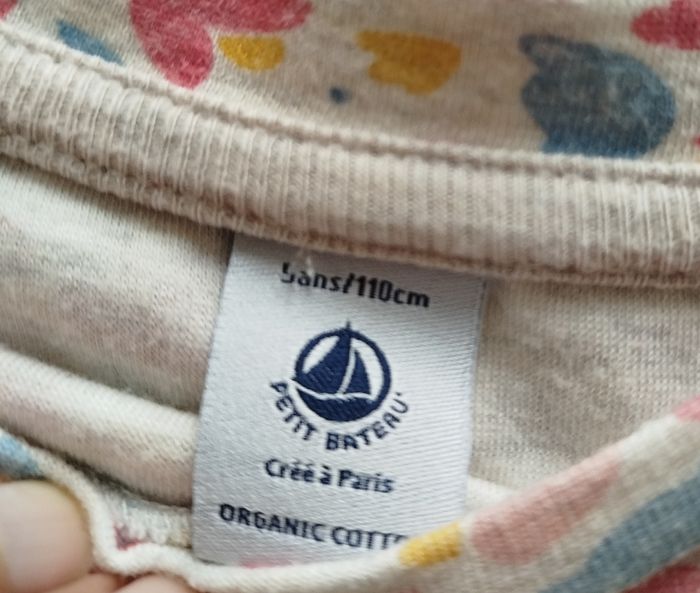 5ans/110cm
PETIT BATEAU
Créé à Paris
ORGANIC